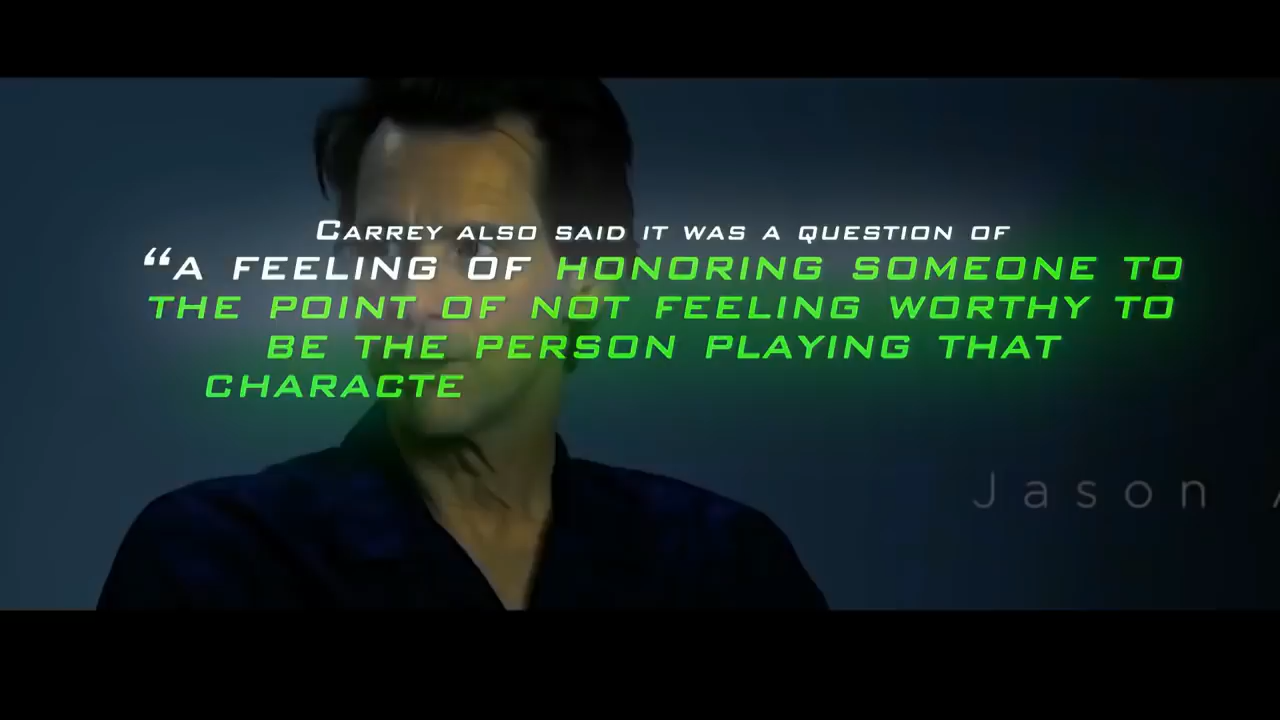 Carrey also said it was a question of
“A FEELING OF HONORING SOMEONE TO
THE POINT OF NOT FEELING WORTHY TO
BE THE PERSON PLAYING THAT
CHARACTE
Jason